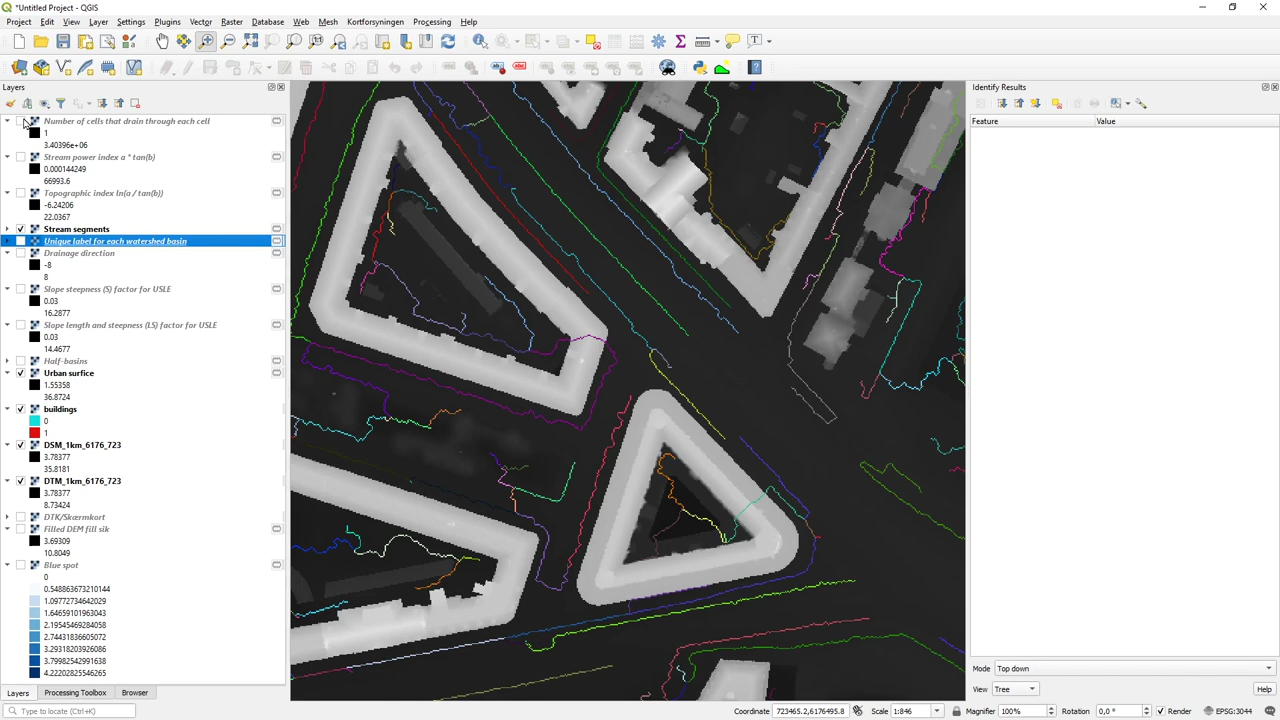 *Untitled Project - QGIS
Project Edit View Layer Settings Plugins Vector Raster Database Web Mesh Kortforsyningen Processing Help
Layers
Identify Results
Feature Value
Number of cells that drain through each cell
1
3.40396e+06
Stream power index a * tan(b)
0.000144249
66993.6
Topographic index ln(a / tan(b))
-6.24206
22.0367
Stream segments
Unique label for each watershed basin
Drainage direction
-8
8
Slope steepness (S) factor for USLE
0.03
16.2877
Slope length and steepness (LS) factor for USLE
0.03
14.4677
Half-basins
Urban surfice
1.55358
36.8724
buildings
0
1
DSM_1km_6176_723
3.78377
35.8181
DTM_1km_6176_723
3.78377
8.73424
DTK/Skærmkort
Filled DEM fill sik
3.69309
10.8049
Blue spot
0
0.548863673210144
1.09772734642029
1.64659101963043
2.19545469284058
2.74431836605072
3.29318203926086
3.79982542991638
4.22202825546265
Mode Top down
View Tree Help
Layers Processing Toolbox Browser
Type to locate (Ctrl+K) Coordinate 723465.2,6176495.8 Scale 1:846 Magnifier 100% Rotation 0,0 ° Render EPSG:3044